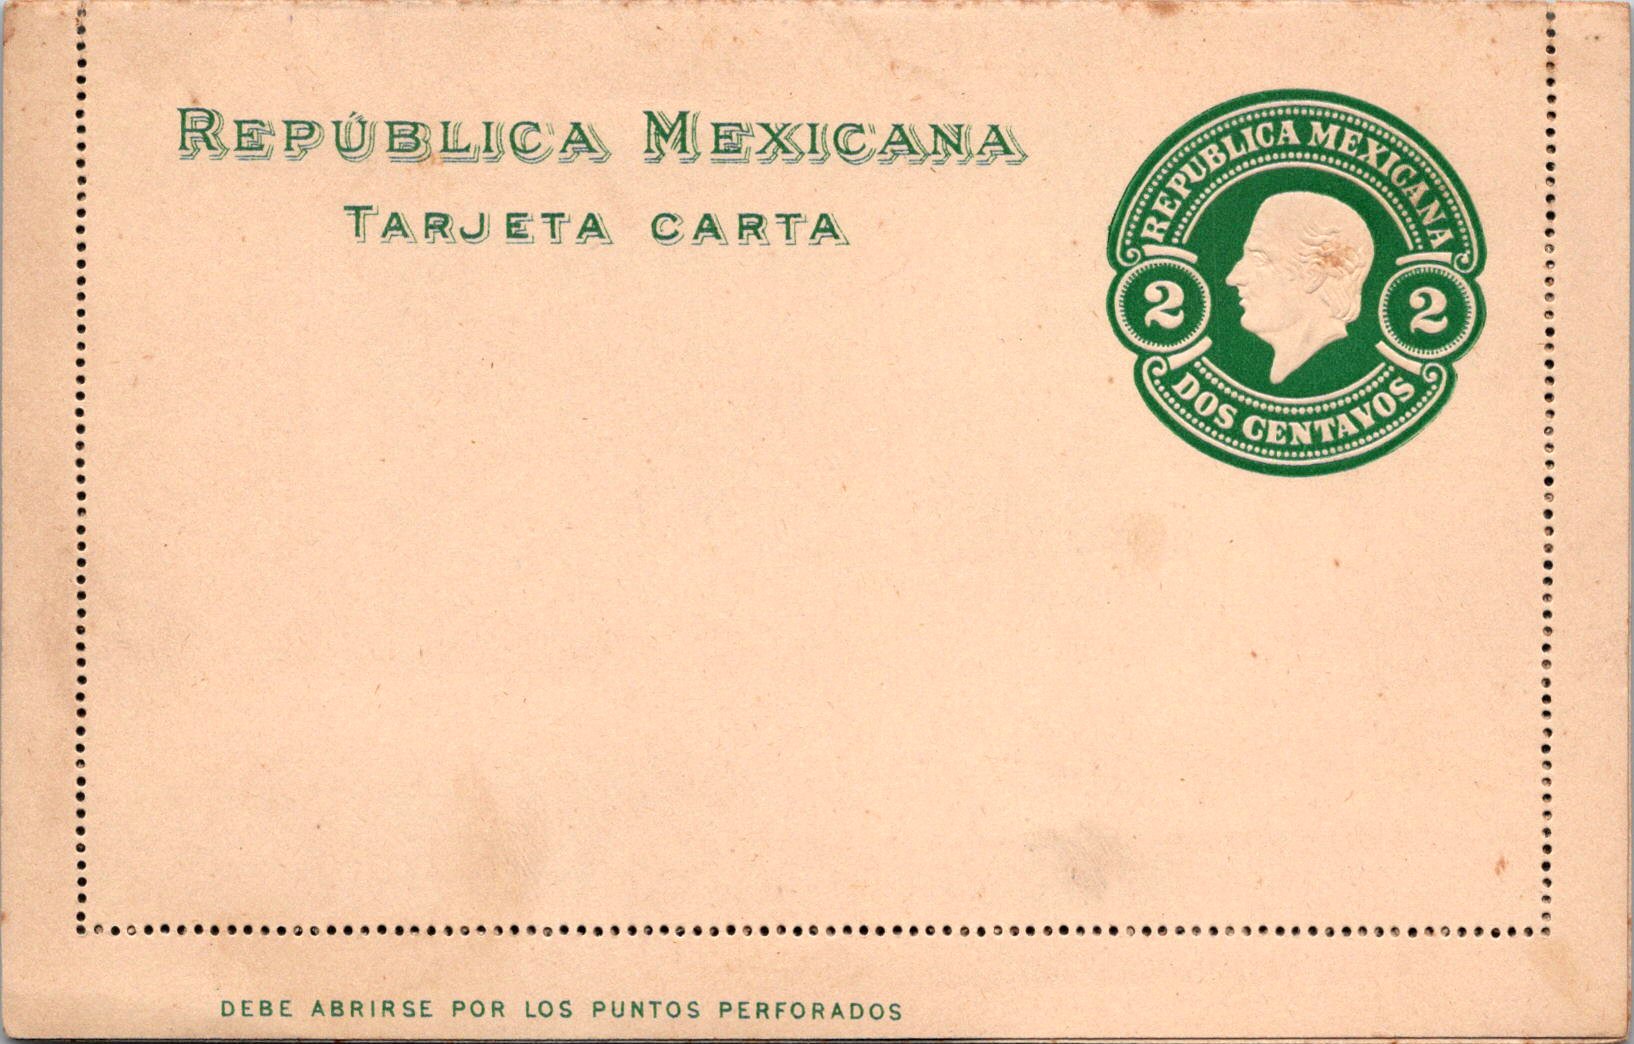 REPÚBLICA MEXICANA
TARJETA CARTA
REPUBLICA MEXICANA
2 2
DOS CENTAVOS
DEBE ABRIRSE POR LOS PUNTOS PERFORADOS